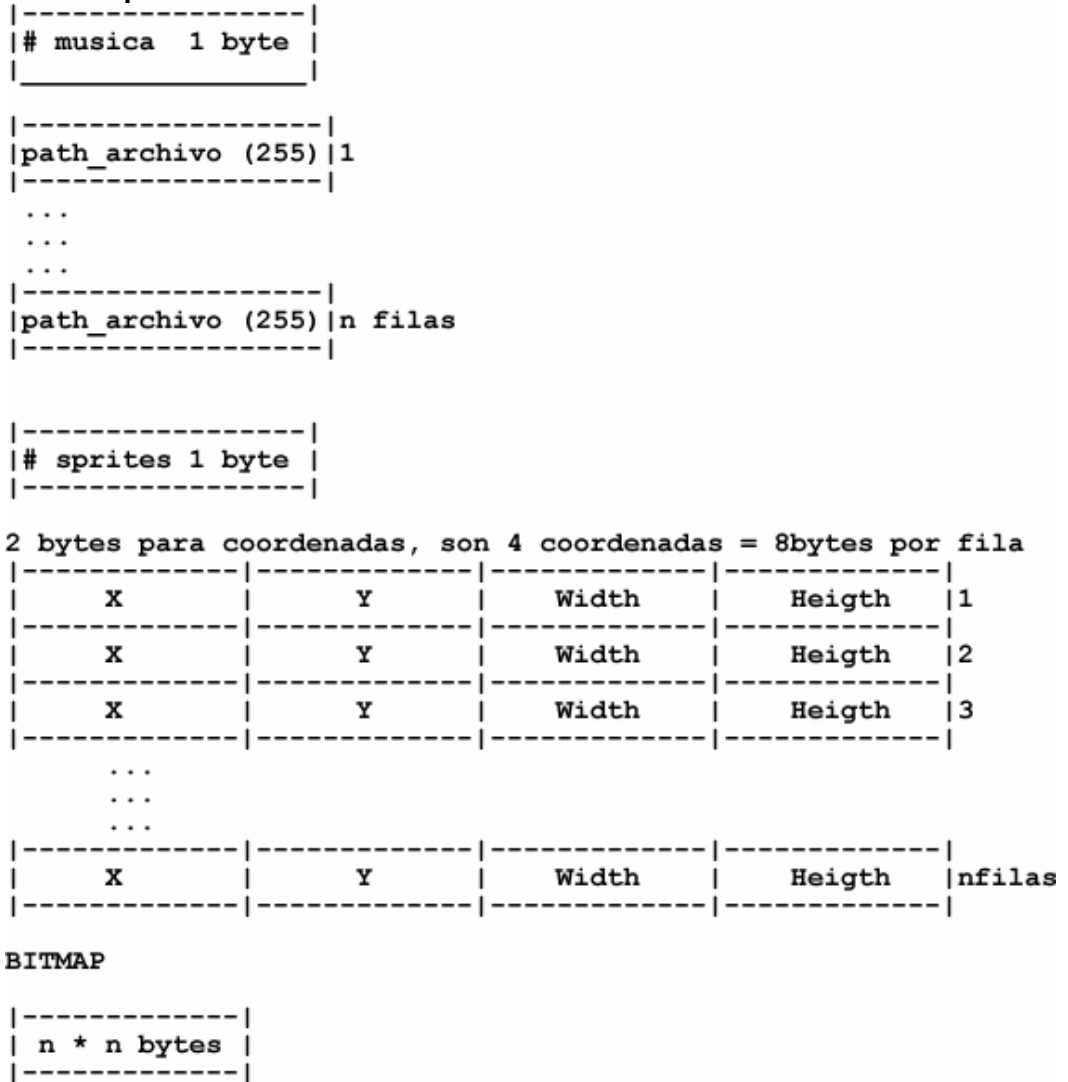 |-----------------|
|# musica  1 byte |
|_________________|
|------------------|
|path_archivo (255)|1
|------------------|
...
...
...
|------------------|
|path_archivo (255)|n filas
|------------------|
|-----------------|
|# sprites 1 byte |
|-----------------|
2 bytes para coordenadas, son 4 coordenadas = 8bytes por fila
|-------------|-------------|-------------|-------------|
|     X       |      Y      |    Width    |    Heigth   |1
|-------------|-------------|-------------|-------------|
|     X       |      Y      |    Width    |    Heigth   |2
|-------------|-------------|-------------|-------------|
|     X       |      Y      |    Width    |    Heigth   |3
|-------------|-------------|-------------|-------------|
...
...
...
|-------------|-------------|-------------|-------------|
|     X       |      Y      |    Width    |    Heigth   |nfilas
|-------------|-------------|-------------|-------------|
BITMAP
|-------------|
| n * n bytes |
|-------------|